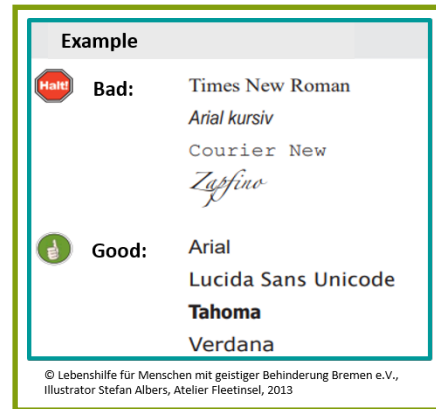 Example
Halt!
Bad:
Times New Roman
Arial kursiv
Courier New
Zapfino
Good:
Arial
Lucida Sans Unicode
Tahoma
Verdana
© Lebenshilfe für Menschen mit geistiger Behinderung Bremen e.V.,
Illustrator Stefan Albers, Atelier Fleetinsel, 2013